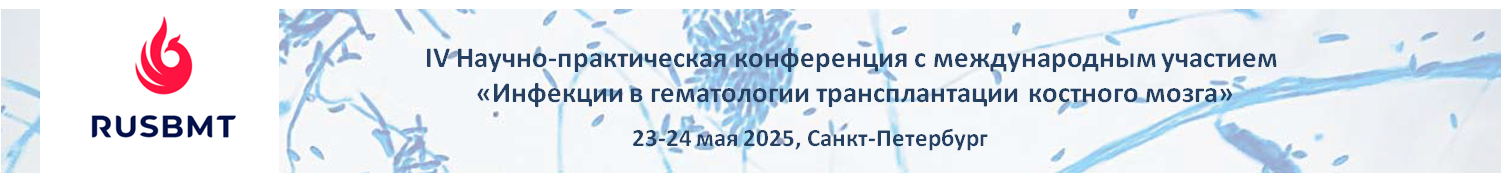 RUSBMT
IV Научно-практическая конференция с международным участием
«Инфекции в гематологии трансплантации костного мозга»
23-24 мая 2025, Санкт-Петербург